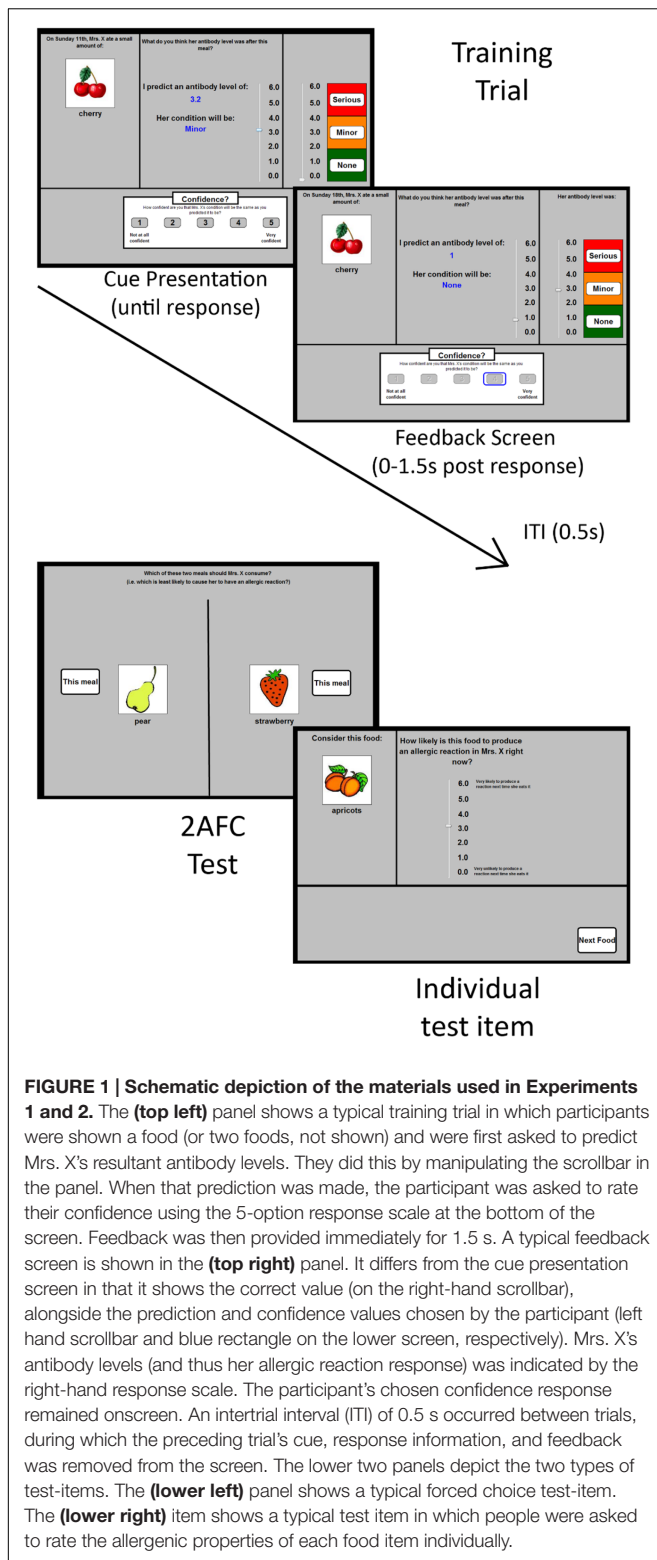 On Sunday 11th, Mrs. X ate a small
amount of:
cherry
What do you think her antibody level was after this
meal?
I predict an antibody level of:
3.2
Her condition will be:
Minor
6.0
5.0
4.0
3.0
2.0
1.0
0.0
6.0
5.0
4.0
3.0
2.0
1.0
0.0
Serious
Minor
None
Confidence?
How confident are you that Mrs. X's condition will be the same as you
predicted it to be?
1 2 3 4 5
Not at all
confident
Very
confident
Training
Trial
Cue Presentation
(until response)
On Sunday 18th, Mrs. X ate a small
amount of:
cherry
What do you think her antibody level was after this
meal?
I predict an antibody level of:
1
Her condition will be:
None
6.0
5.0
4.0
3.0
2.0
1.0
0.0
Her antibody level was:
6.0
5.0
4.0
3.0
2.0
1.0
0.0
Serious
Minor
None
Confidence?
How confident are you that Mrs. X's condition will be the same as you
predicted it to be?
Not at all
confident
Very
confident
Feedback Screen
(0-1.5s post response)
ITI (0.5s)
Which of these two meals should Mrs. X consume?
(i.e. which is least likely to cause her to have an allergic reaction?)
This meal
pear
strawberry
This meal
2AFC
Test
Consider this food:
apricots
How likely is this food to produce
an allergic reaction in Mrs. X right
now?
6.0 Very likely to produce a
reaction next time she eats it
5.0
4.0
3.0
2.0
1.0
0.0 Very unlikely to produce a
reaction next time she eats it
Next Food
Individual
test item
FIGURE 1 | Schematic depiction of the materials used in Experiments
1 and 2. The (top left) panel shows a typical training trial in which participants
were shown a food (or two foods, not shown) and were first asked to predict
Mrs. X's resultant antibody levels. They did this by manipulating the scrollbar in
the panel. When that prediction was made, the participant was asked to rate
their confidence using the 5-option response scale at the bottom of the
screen. Feedback was then provided immediately for 1.5 s. A typical feedback
screen is shown in the (top right) panel. It differs from the cue presentation
screen in that it shows the correct value (on the right-hand scrollbar),
alongside the prediction and confidence values chosen by the participant (left
hand scrollbar and blue rectangle on the lower screen, respectively). Mrs. X's
antibody levels (and thus her allergic reaction response) was indicated by the
right-hand response scale. The participant's chosen confidence response
remained onscreen. An intertrial interval (ITI) of 0.5 s occurred between trials,
during which the preceding trial's cue, response information, and feedback
was removed from the screen. The lower two panels depict the two types of
test-items. The (lower left) panel shows a typical forced choice test-item.
The (lower right) item shows a typical test item in which people were asked
to rate the allergenic properties of each food item individually.